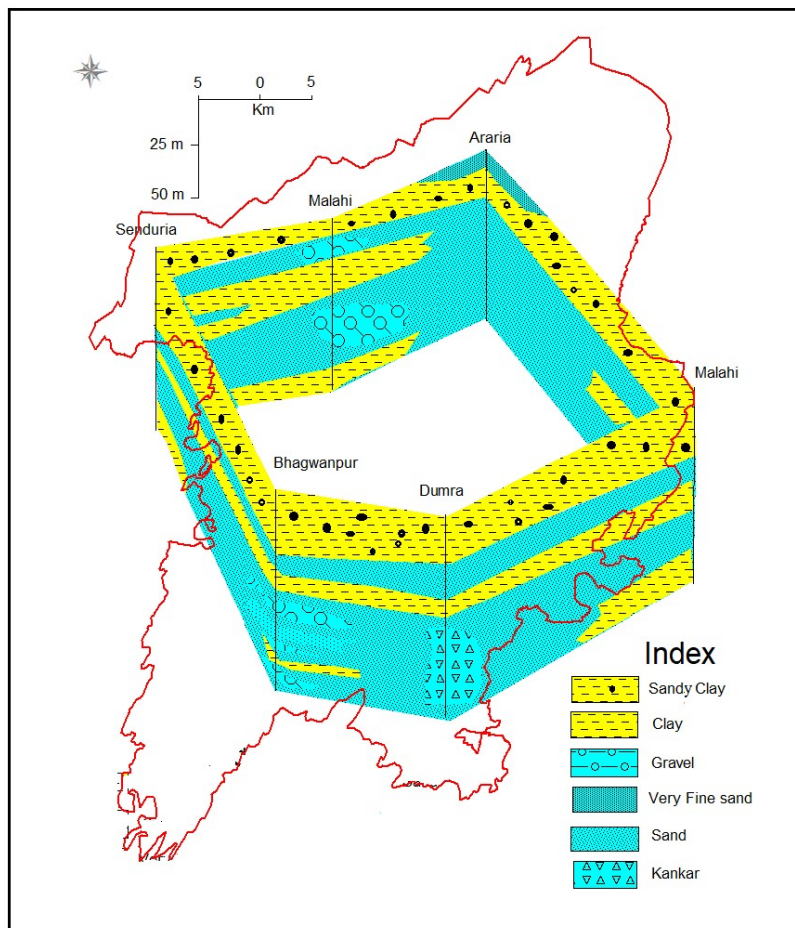 5 0 5
Km
25 m
50 m
Araria
Malahi
Senduria
Malahi
Bhagwanpur
Dumra
Index
Sandy Clay
Clay
Gravel
Very Fine sand
Sand
Kankar